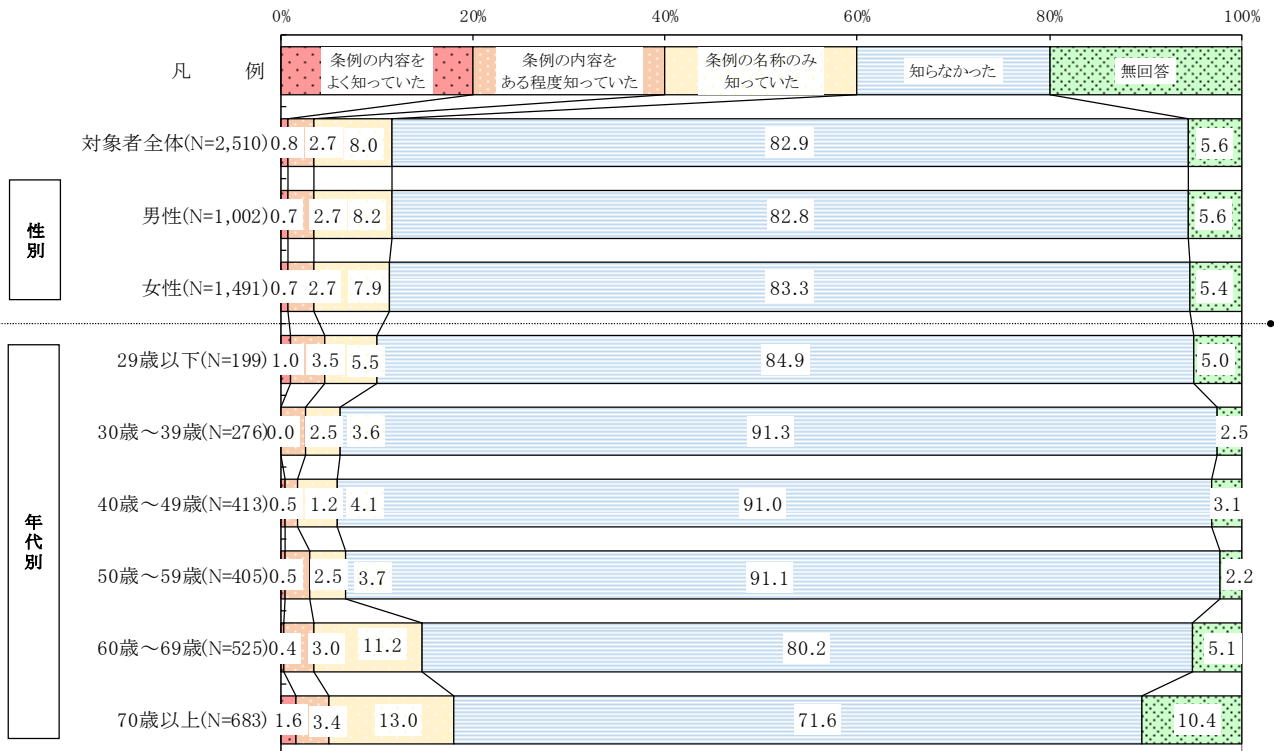 0% 20% 40% 60% 80% 100%
凡 例
条例の内容を
よく知っていた
条例の内容を
ある程度知っていた
条例の名称のみ
知っていた
知らなかった
無回答
対象者全体(N=2,510) 0.8 2.7 8.0 82.9 5.6
性別
男性(N=1,002) 0.7 2.7 8.2 82.8 5.6
女性(N=1,491) 0.7 2.7 7.9 83.3 5.4
年代別
29歳以下(N=199) 1.0 3.5 5.5 84.9 5.0
30歳～39歳(N=276) 0.0 2.5 3.6 91.3 2.5
40歳～49歳(N=413) 0.5 1.2 4.1 91.0 3.1
50歳～59歳(N=405) 0.5 2.5 3.7 91.1 2.2
60歳～69歳(N=525) 0.4 3.0 11.2 80.2 5.1
70歳以上(N=683) 1.6 3.4 13.0 71.6 10.4